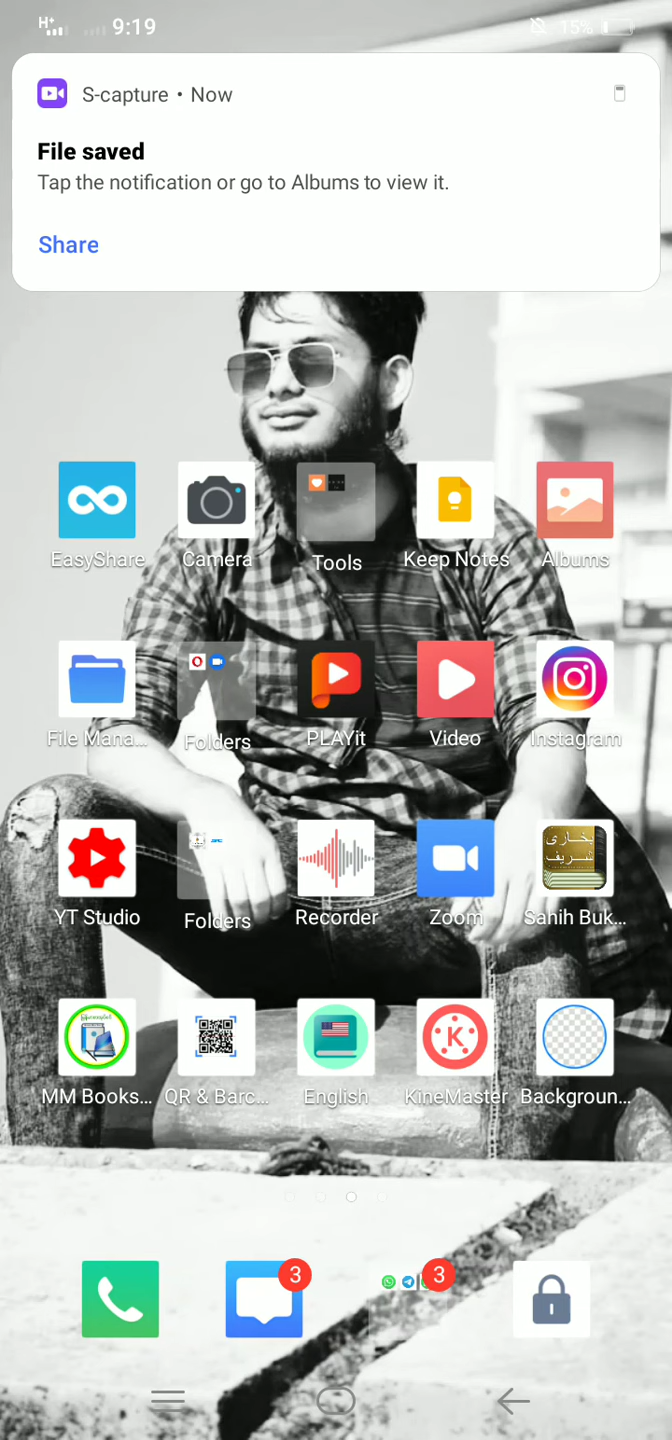 H+ 9:19 15%
S-capture • Now
File saved
Tap the notification or go to Albums to view it.
Share
EasyShare Camera Tools Keep Notes Albums
File Mana... Folders PLAYit Video Instagram
بخاری
شریف
YT Studio Folders Recorder Zoom Sahih Buk...
K
MM Books... QR & Barc... English KineMaster Backgroun...
3 3